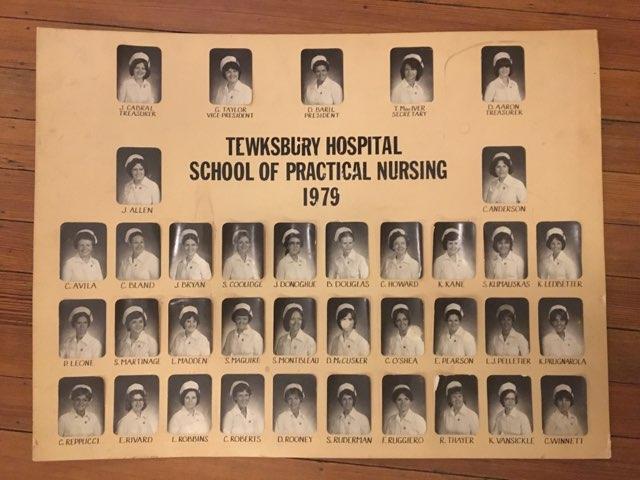 J. CABRAL
TREASURER
G. TAYLOR
VICE-PRESIDENT
D. BARIL
PRESIDENT
T. MacIVER
SECRETARY
D. AARON
TREASURER
TEWKSBURY HOSPITAL
SCHOOL OF PRACTICAL NURSING
1979
J. ALLEN
C. ANDERSON
C. AVILA
C. BLAND
J. BRYAN
S. COOLIDGE
J. DONOGHUE
B. DOUGLAS
C. HOWARD
K. KANE
S. KLIMAUSKAS
K. LEDBETTER
P. LEONE
S. MARTINAGE
L. MADDEN
S. MAGUIRE
S. MONTBLEAU
D. McCUSKER
C. O'SHEA
E. PEARSON
L.J. PELLETIER
K. PRUGNAROLA
C. REPPUCCI
E. RIVARD
L. ROBBINS
C. ROBERTS
D. ROONEY
S. RUDERMAN
F. RUGGIERO
R. THAYER
K. VANSICKLE
C. WINNETT